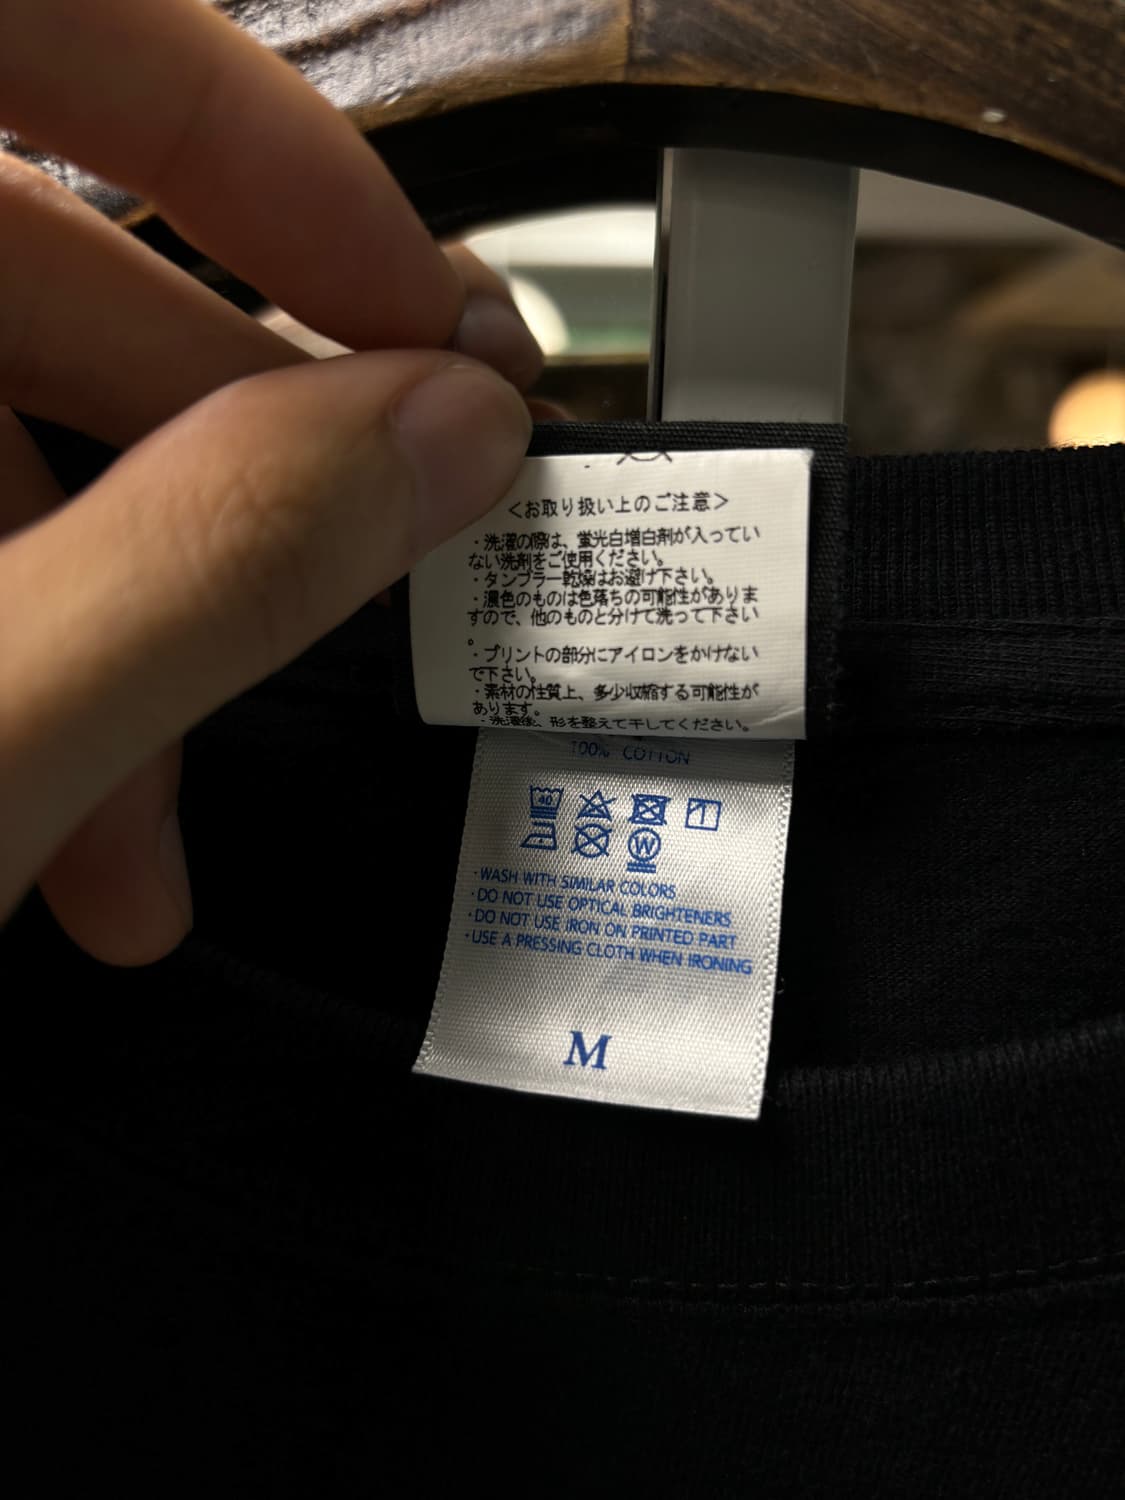 <お取り扱い上のご注意>
・洗濯の際は、蛍光白増白剤が入ってい
ない洗剤をご使用ください。
・タンブラー乾燥はお避け下さい。
・濃色のものは色落ちの可能性がありま
すので、他のものと分けて洗って下さい
。
・プリントの部分にアイロンをかけない
で下さい。
・素材の性質上、多少収縮する可能性が
あります。
・洗濯後、形を整えて干してください。
100% COTTON
40
W
・WASH WITH SIMILAR COLORS
・DO NOT USE OPTICAL BRIGHTENERS
・DO NOT USE IRON ON PRINTED PART
・USE A PRESSING CLOTH WHEN IRONING
M